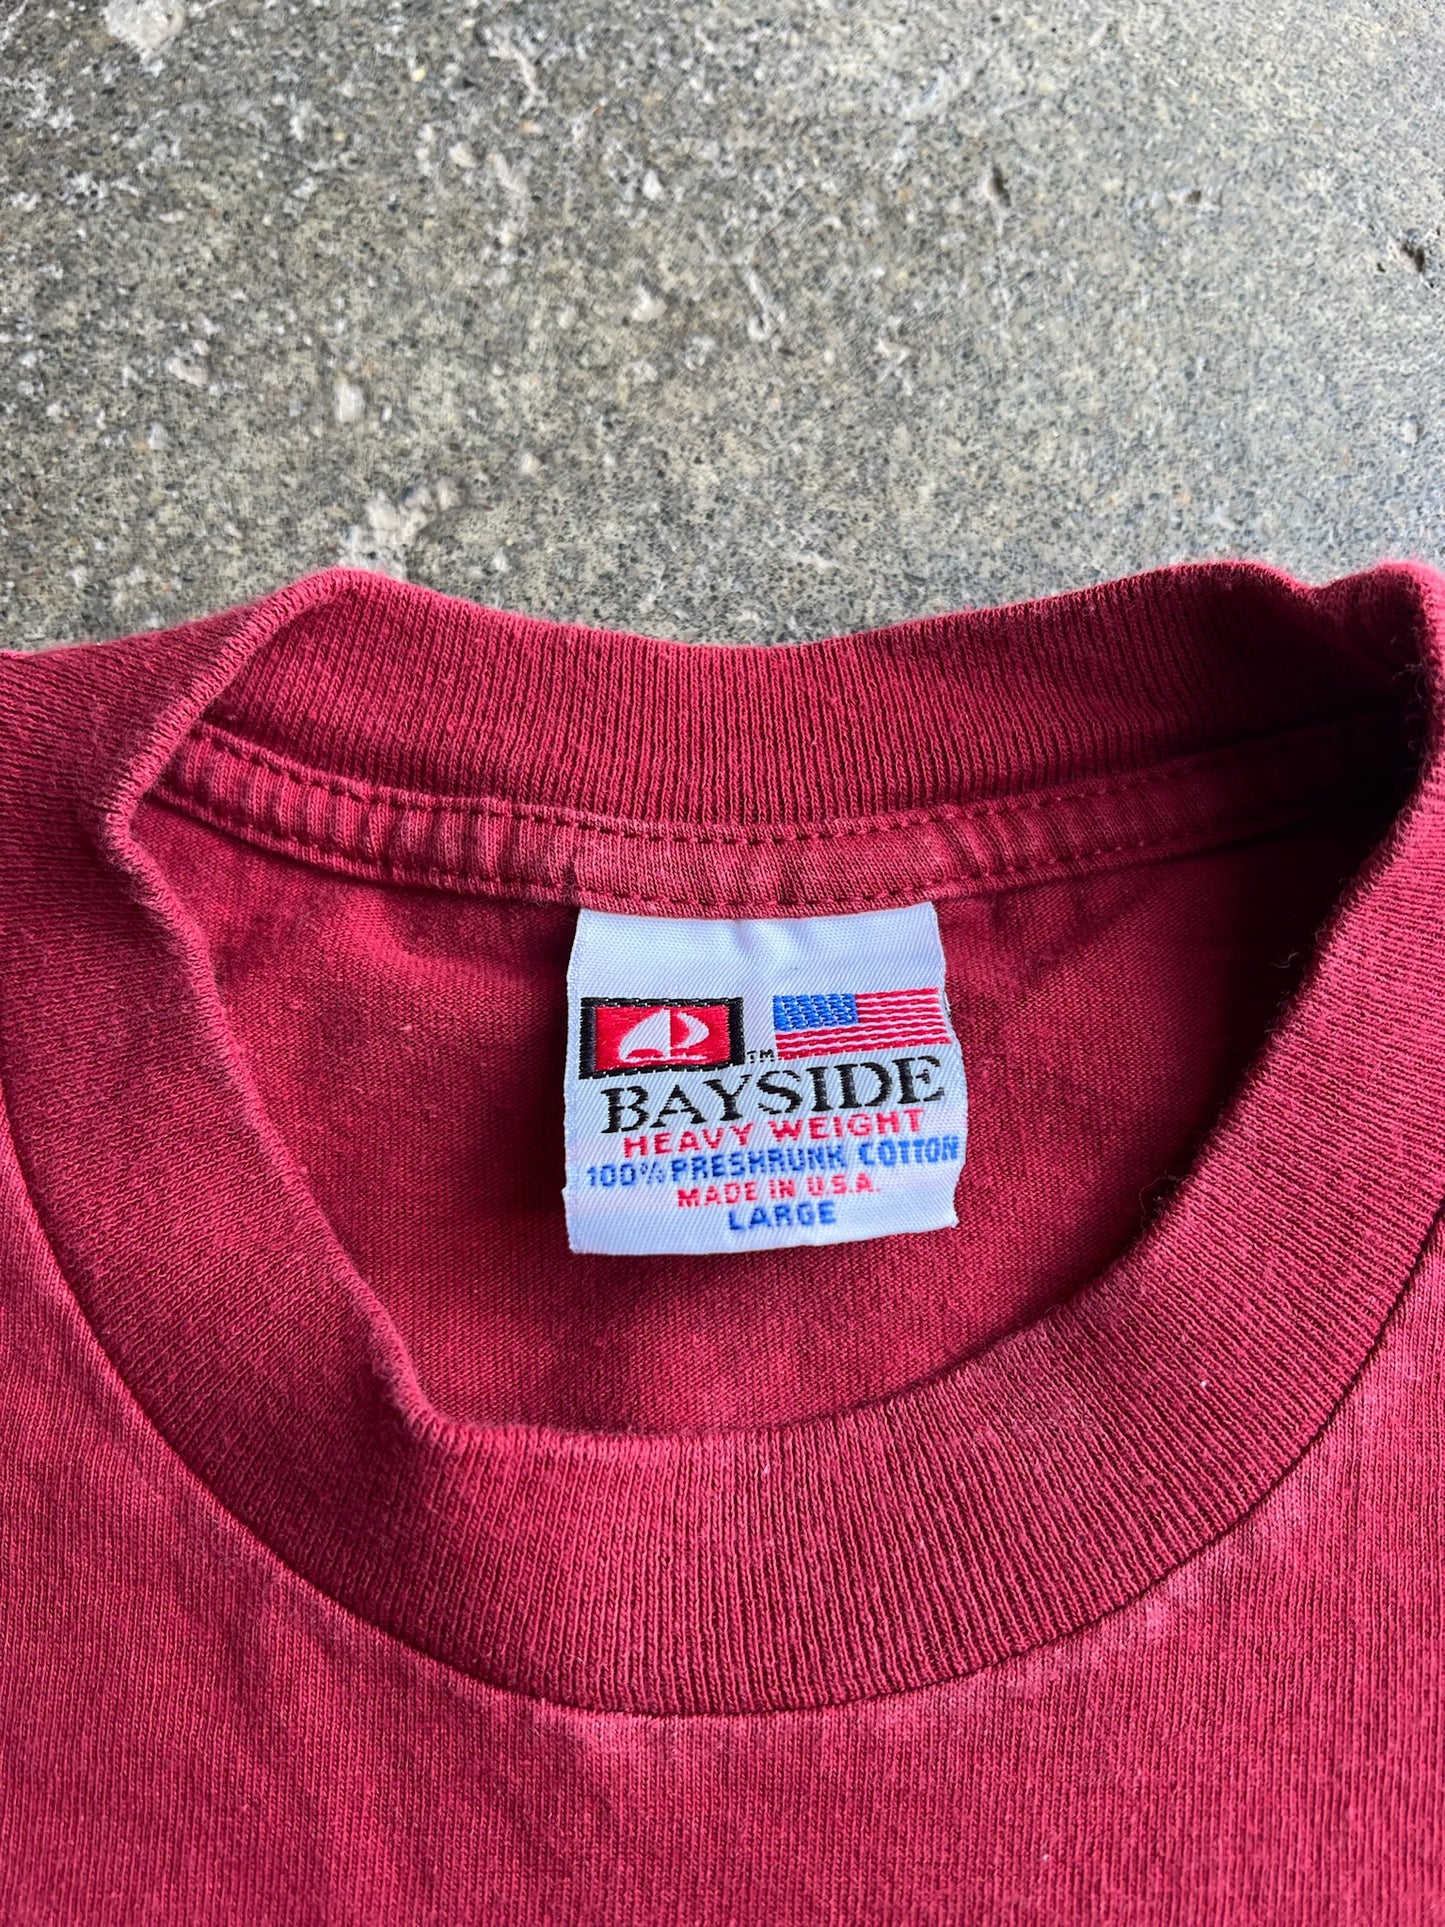 ™
BAYSIDE
HEAVY WEIGHT
100% PRESHRUNK COTTON
MADE IN U.S.A.
LARGE